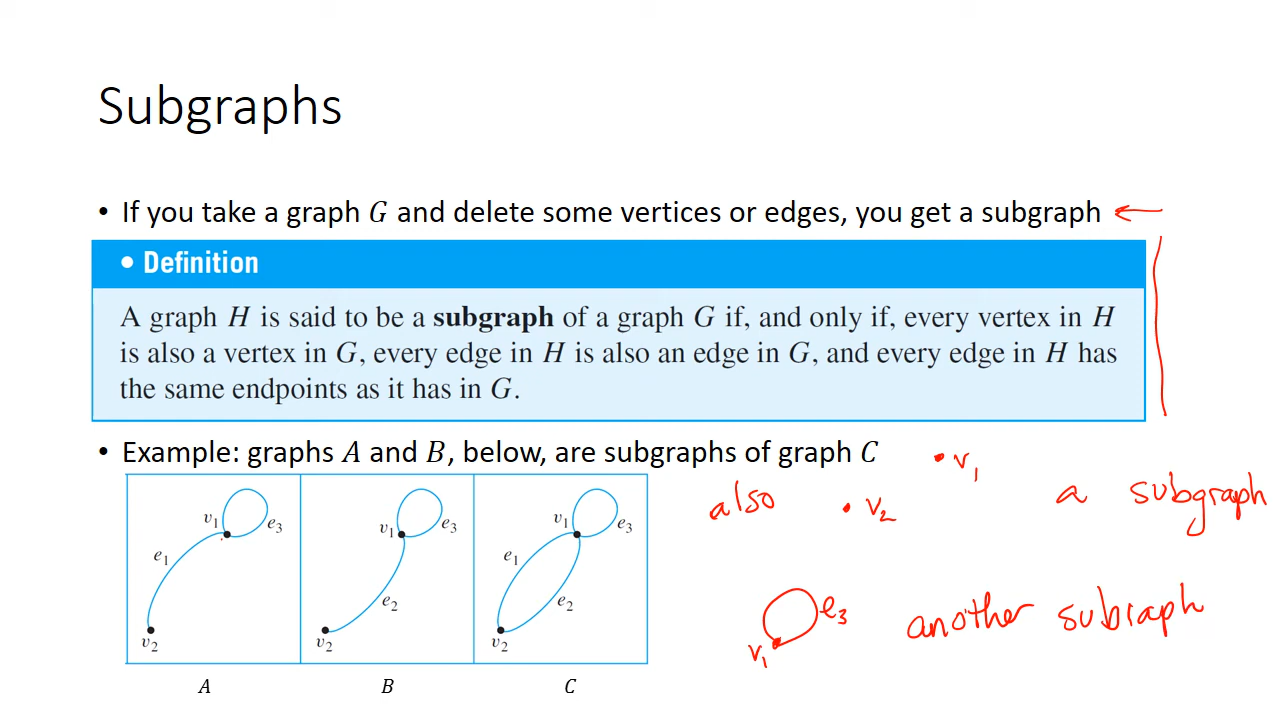 Subgraphs
• If you take a graph G and delete some vertices or edges, you get a subgraph
• Definition
A graph H is said to be a subgraph of a graph G if, and only if, every vertex in H
is also a vertex in G, every edge in H is also an edge in G, and every edge in H has
the same endpoints as it has in G.
• Example: graphs A and B, below, are subgraphs of graph C
also v₂ v₁ a subgraph
v₁ e₃ e₁ v₂
v₁ e₃ e₂ v₂
v₁ e₃ e₁ e₂ v₂
v₁ e₃ another subraph
A B C